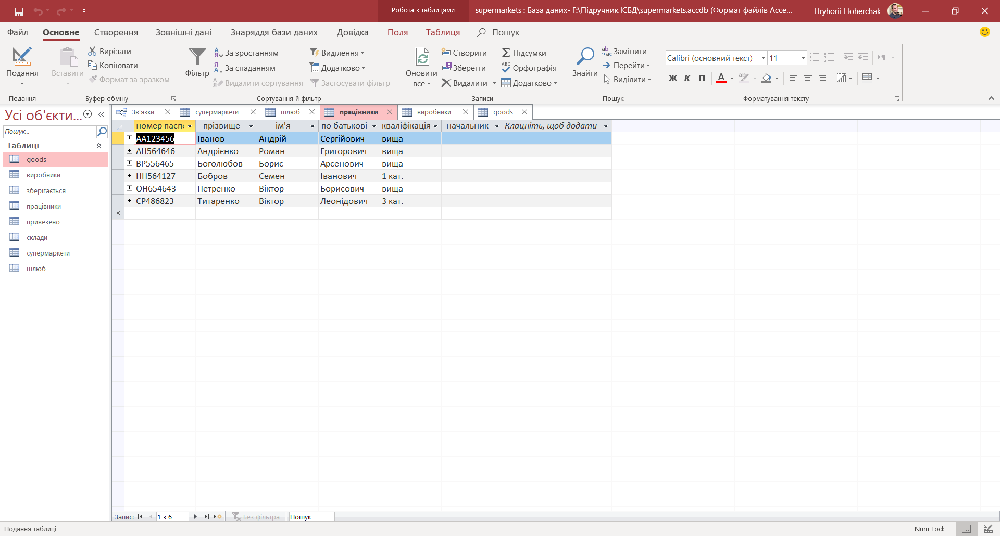 Робота з таблицями
supermarkets : База даних- F:\Підручник ІСБД\supermarkets.accdb (Формат файлів Acce...
Hryhorii Hoherchak
Файл Основне Створення Зовнішні дані Знаряддя бази даних Довідка Поля Таблиця Пошук
Подання
Вставити
Вирізати
Копіювати
Формат за зразком
Фільтр
За зростанням
За спаданням
Видалити сортування
Виділення
Додатково
Застосувати фільтр
Оновити
все
Створити
Зберегти
Видалити
Підсумки
Орфографія
Додатково
Знайти
Замінити
Перейти
Виділити
Calibri (основний текст) 11
Ж К П
Подання Буфер обміну Сортування й фільтр Записи Пошук Форматування тексту
Усі об'єкти...
Пошук...
Таблиці
goods
виробники
зберігається
працівники
привезено
склади
супермаркети
шлюб
Зв'язки супермаркети шлюб працівники виробники goods
номер паспо прізвище ім'я по батькові кваліфікація начальник Клацніть, щоб додати
АА123456 Іванов Андрій Сергійович вища
АН564646 Андрієнко Роман Григорович вища
ВР556465 Боголюбов Борис Арсенович вища
НН564127 Бобров Семен Іванович 1 кат.
ОН654643 Петренко Віктор Борисович вища
СР486823 Титаренко Віктор Леонідович 3 кат.
Запис: 1 з 6 Без фільтра Пошук
Подання таблиці
Num Lock